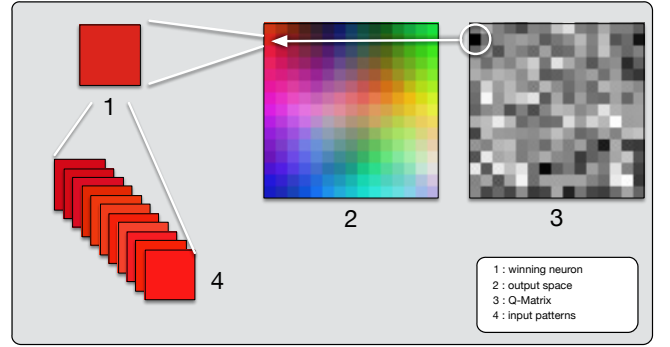 1
2
3
4
1 : winning neuron
2 : output space
3 : Q-Matrix
4 : input patterns